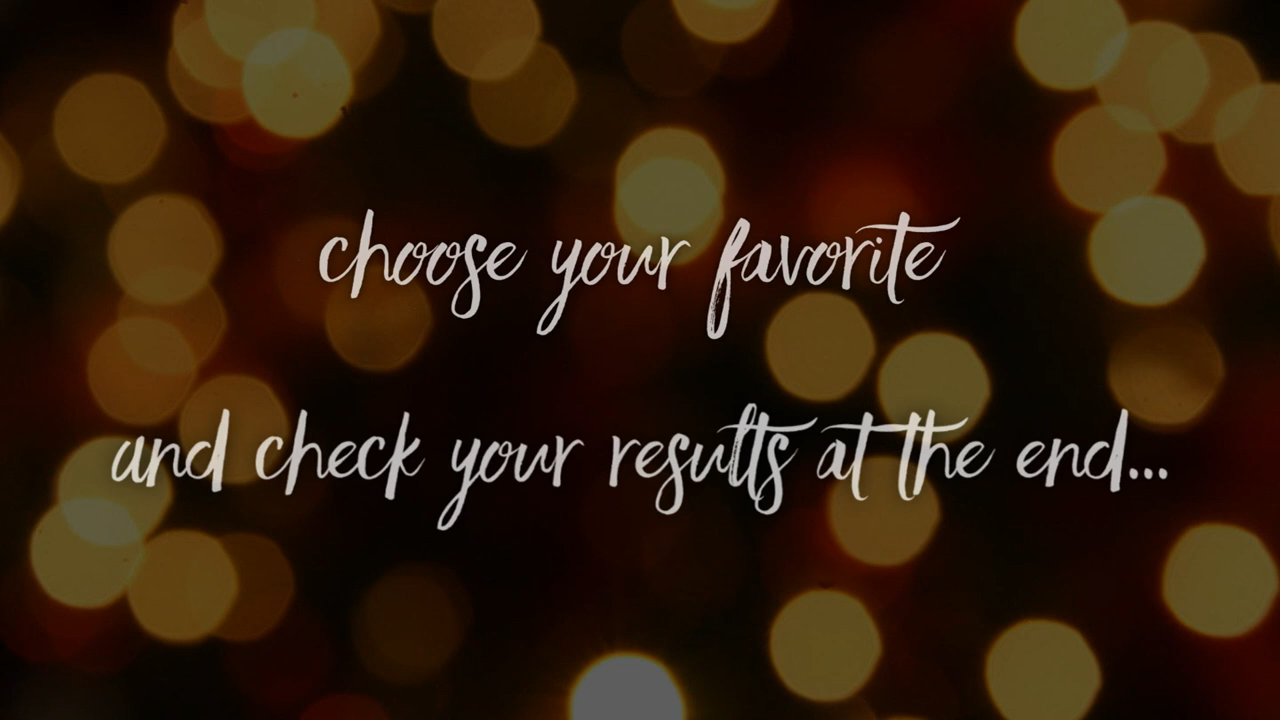 choose your favorite
and check your results at the end...